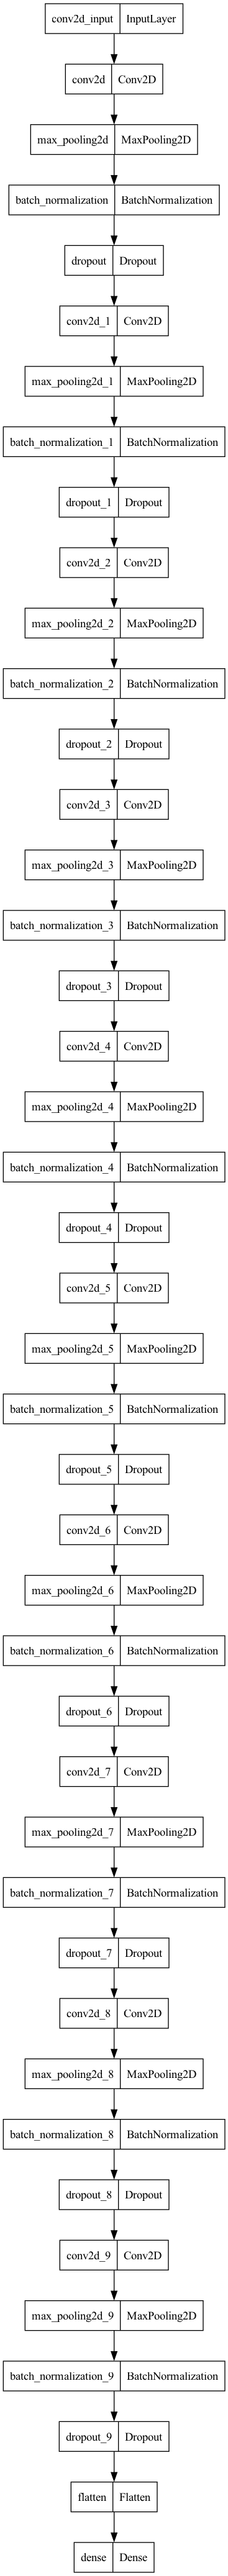 conv2d_input InputLayer
conv2d Conv2D
max_pooling2d MaxPooling2D
batch_normalization BatchNormalization
dropout Dropout
conv2d_1 Conv2D
max_pooling2d_1 MaxPooling2D
batch_normalization_1 BatchNormalization
dropout_1 Dropout
conv2d_2 Conv2D
max_pooling2d_2 MaxPooling2D
batch_normalization_2 BatchNormalization
dropout_2 Dropout
conv2d_3 Conv2D
max_pooling2d_3 MaxPooling2D
batch_normalization_3 BatchNormalization
dropout_3 Dropout
conv2d_4 Conv2D
max_pooling2d_4 MaxPooling2D
batch_normalization_4 BatchNormalization
dropout_4 Dropout
conv2d_5 Conv2D
max_pooling2d_5 MaxPooling2D
batch_normalization_5 BatchNormalization
dropout_5 Dropout
conv2d_6 Conv2D
max_pooling2d_6 MaxPooling2D
batch_normalization_6 BatchNormalization
dropout_6 Dropout
conv2d_7 Conv2D
max_pooling2d_7 MaxPooling2D
batch_normalization_7 BatchNormalization
dropout_7 Dropout
conv2d_8 Conv2D
max_pooling2d_8 MaxPooling2D
batch_normalization_8 BatchNormalization
dropout_8 Dropout
conv2d_9 Conv2D
max_pooling2d_9 MaxPooling2D
batch_normalization_9 BatchNormalization
dropout_9 Dropout
flatten Flatten
dense Dense